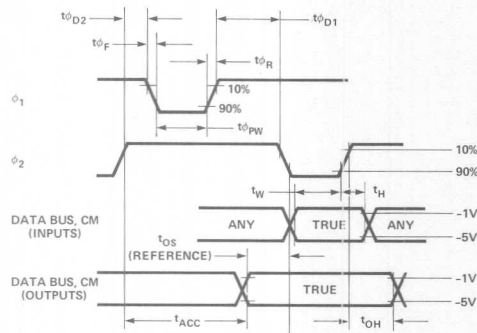 tϕD2
tϕD1
tϕF
tϕR
10%
ϕ1
90%
tϕPW
ϕ2
10%
90%
tW
tH
DATA BUS, CM
(INPUTS)
ANY
TRUE
ANY
–1V
–5V
tOS
(REFERENCE)
DATA BUS, CM
(OUTPUTS)
TRUE
–1V
–5V
tACC
tOH